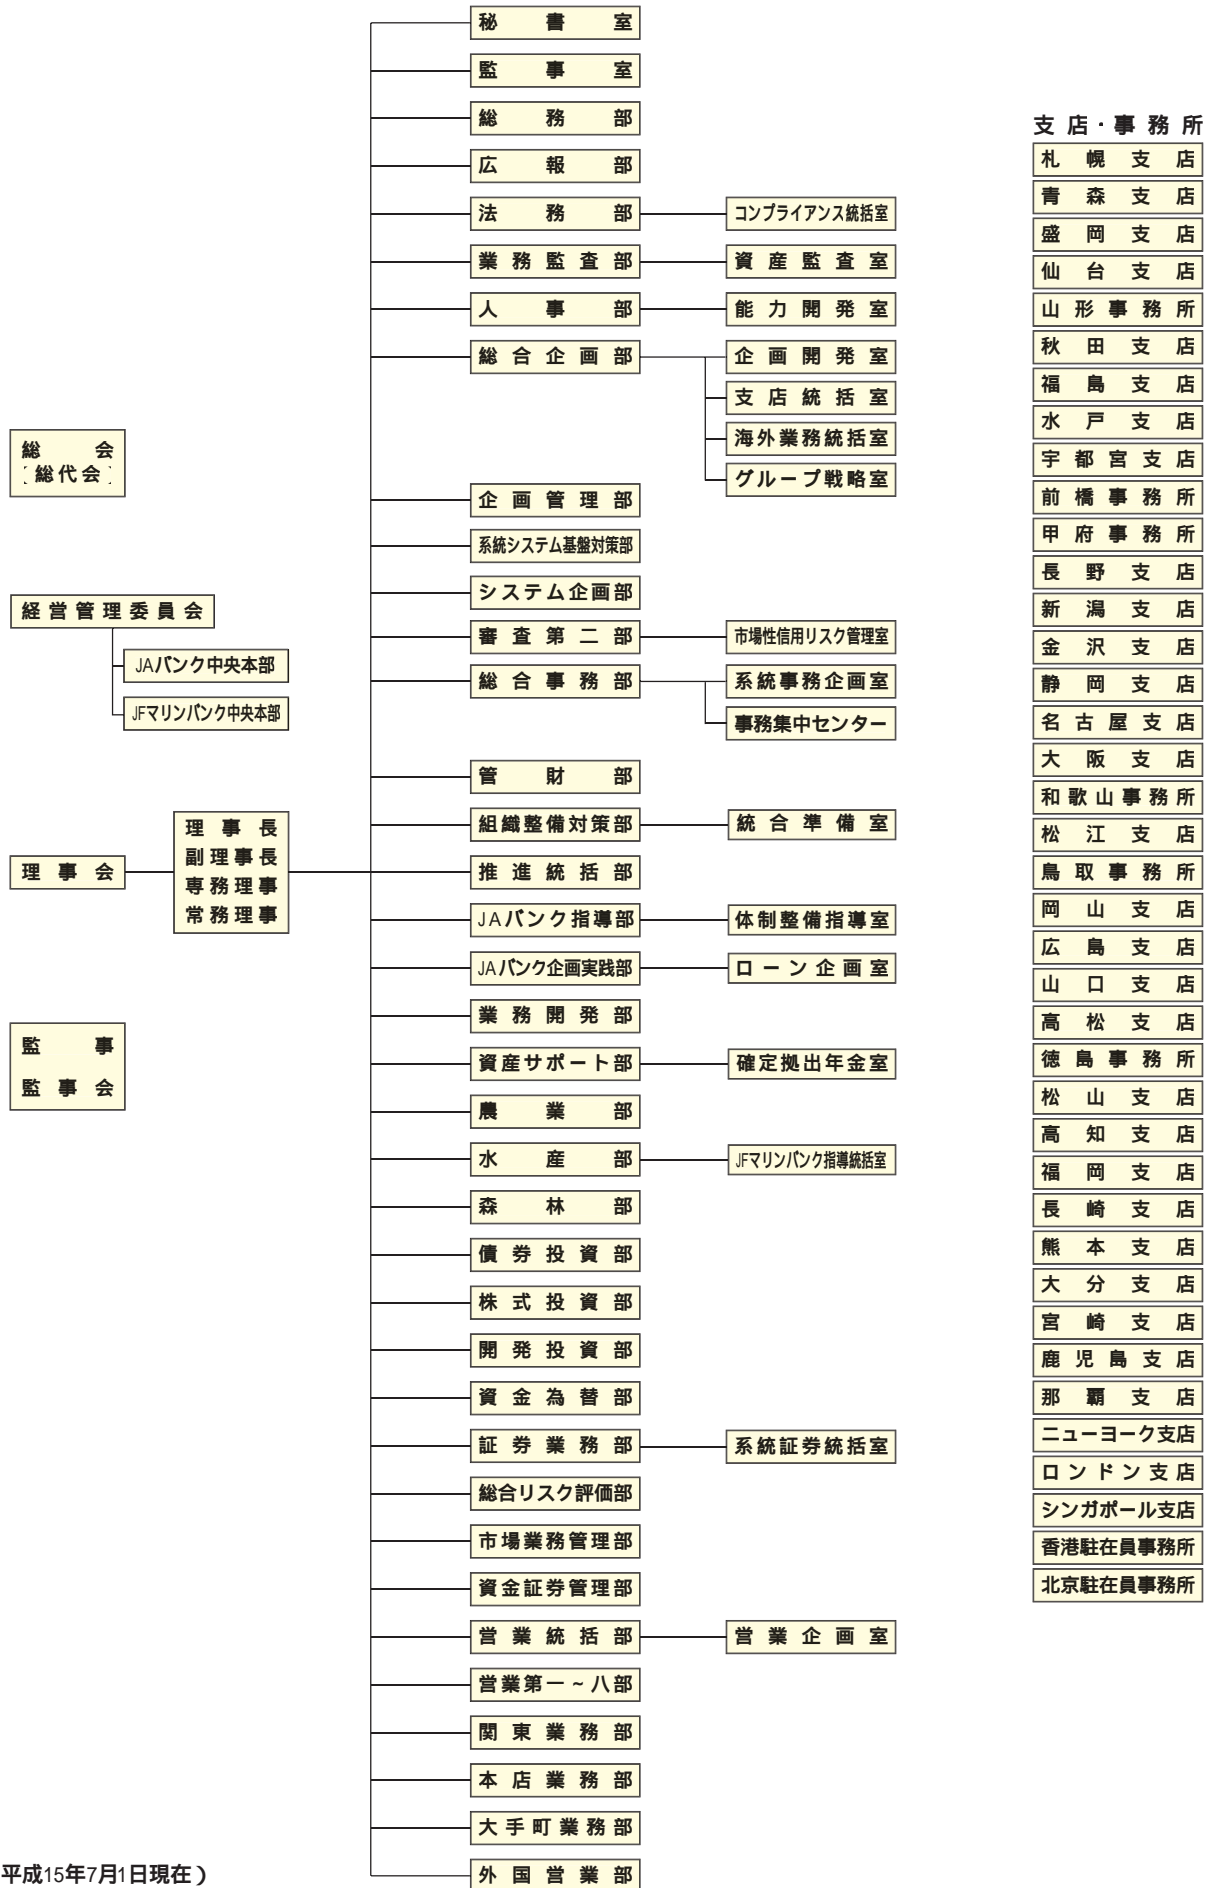 総会
〔総代会〕
経営管理委員会
JAバンク中央本部
JFマリンバンク中央本部
理事会
理事長
副理事長
専務理事
常務理事
監事
監事会
秘書室
監事室
総務部
広報部
法務部
コンプライアンス統括室
業務監査部
資産監査室
人事部
能力開発室
総合企画部
企画開発室
支店統括室
海外業務統括室
グループ戦略室
企画管理部
系統システム基盤対策部
システム企画部
審査第二部
市場性信用リスク管理室
総合事務部
系統事務企画室
事務集中センター
管財部
組織整備対策部
統合準備室
推進統括部
JAバンク指導部
体制整備指導室
JAバンク企画実践部
ローン企画室
業務開発部
資産サポート部
確定拠出年金室
農業部
水産部
JFマリンバンク指導統括室
森林部
債券投資部
株式投資部
開発投資部
資金為替部
証券業務部
系統証券統括室
総合リスク評価部
市場業務管理部
資金証券管理部
営業統括部
営業企画室
営業第一～八部
関東業務部
本店業務部
大手町業務部
外国営業部
支店・事務所
札幌支店
青森支店
盛岡支店
仙台支店
山形事務所
秋田支店
福島支店
水戸支店
宇都宮支店
前橋事務所
甲府事務所
長野支店
新潟支店
金沢支店
静岡支店
名古屋支店
大阪支店
和歌山事務所
松江支店
鳥取事務所
岡山支店
広島支店
山口支店
高松支店
徳島事務所
松山支店
高知支店
福岡支店
長崎支店
熊本支店
大分支店
宮崎支店
鹿児島支店
那覇支店
ニューヨーク支店
ロンドン支店
シンガポール支店
香港駐在員事務所
北京駐在員事務所
平成15年7月1日現在）